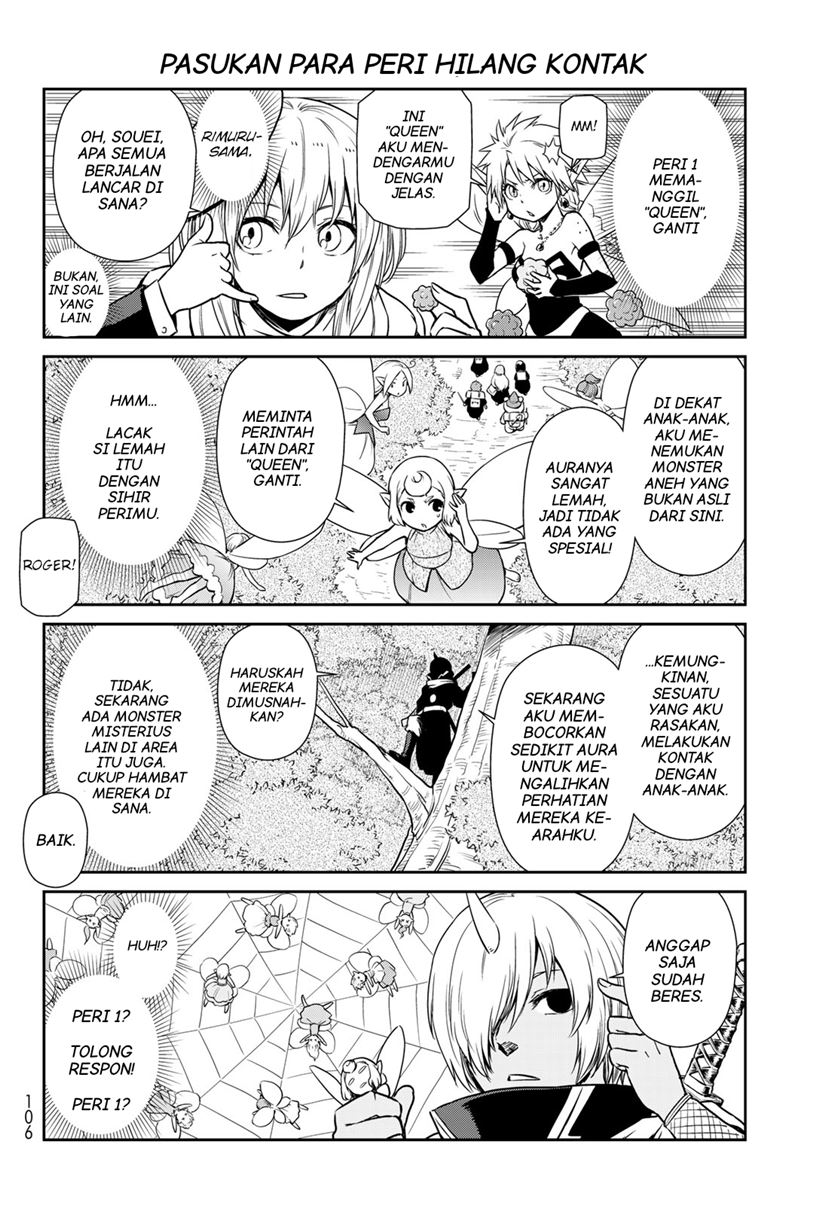 PASUKAN PARA PERI HILANG KONTAK
PERI 1
MEMA-
NGGIL
"QUEEN",
GANTI
MM!
INI
"QUEEN"
AKU MEN-
DENGARMU
DENGAN
JELAS.
RIMURU-
SAMA.
OH, SOUEI,
APA SEMUA
BERJALAN
LANCAR DI
SANA?
BUKAN,
INI SOAL
YANG
LAIN.
DI DEKAT
ANAK-ANAK,
AKU ME-
NEMUKAN
MONSTER
ANEH YANG
BUKAN ASLI
DARI SINI.
AURANYA
SANGAT
LEMAH,
JADI TIDAK
ADA YANG
SPESIAL!
MEMINTA
PERINTAH
LAIN DARI
"QUEEN",
GANTI.
HMM...
LACAK
SI LEMAH
ITU
DENGAN
SIHIR
PERIMU.
ROGER!
...KEMUNG-
KINAN,
SESUATU
YANG AKU
RASAKAN,
MELAKUKAN
KONTAK
DENGAN
ANAK-ANAK.
SEKARANG
AKU MEM-
BOCORKAN
SEDIKIT AURA
UNTUK ME-
NGALIHKAN
PERHATIAN
MEREKA KE-
ARAHKU.
HARUSKAH
MEREKA
DIMUSNAH-
KAN?
TIDAK,
SEKARANG
ADA MONSTER
MISTERIUS
LAIN DI AREA
ITU JUGA.
CUKUP HAMBAT
MEREKA DI
SANA.
BAIK.
ANGGAP
SAJA
SUDAH
BERES.
HUH!?
PERI 1?
TOLONG
RESPON!
PERI 1?
106